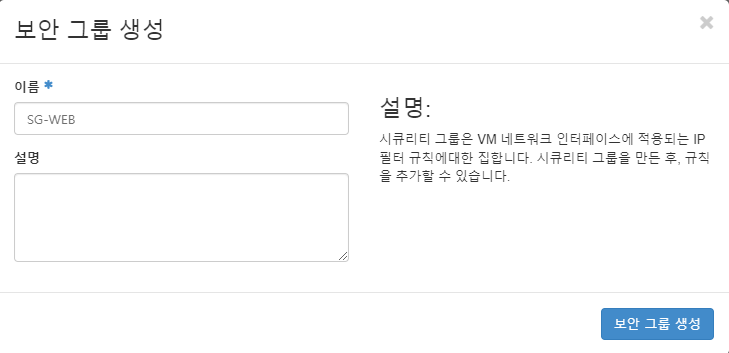 보안 그룹 생성
이름 *
SG-WEB
설명
설명:
시큐리티 그룹은 VM 네트워크 인터페이스에 적용되는 IP
필터 규칙에대한 집합니다. 시큐리티 그룹을 만든 후, 규칙
을 추가할 수 있습니다.
보안 그룹 생성